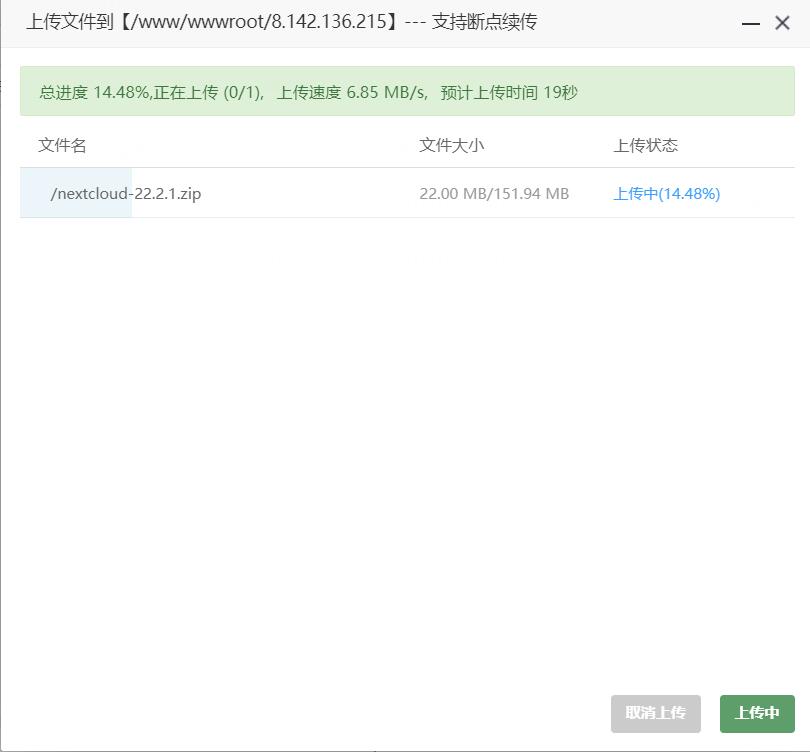 上传文件到【/www/wwwroot/8.142.136.215】--- 支持断点续传
总进度 14.48%,正在上传 (0/1)，上传速度 6.85 MB/s，预计上传时间 19秒
文件名 文件大小 上传状态
/nextcloud-22.2.1.zip 22.00 MB/151.94 MB 上传中(14.48%)
取消上传 上传中